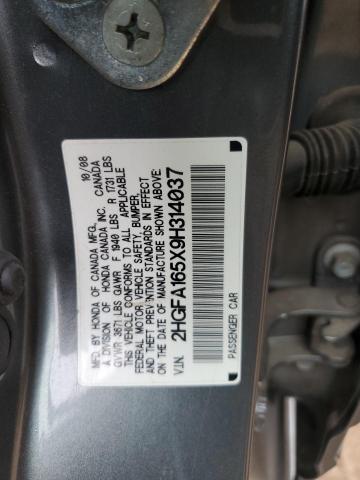 MFD. BY HONDA OF CANADA MFG. 10/08
A DIVISION OF HONDA CANADA INC. CANADA
GVWR 3671 LBS GAWR F 1940 LBS R 1731 LBS
THIS VEHICLE CONFORMS TO ALL APPLICABLE
FEDERAL MOTOR VEHICLE SAFETY, BUMPER,
AND THEFT PREVENTION STANDARDS IN EFFECT
ON THE DATE OF MANUFACTURE SHOWN ABOVE.
VIN: 2HGFA165X9H314037
PASSENGER CAR